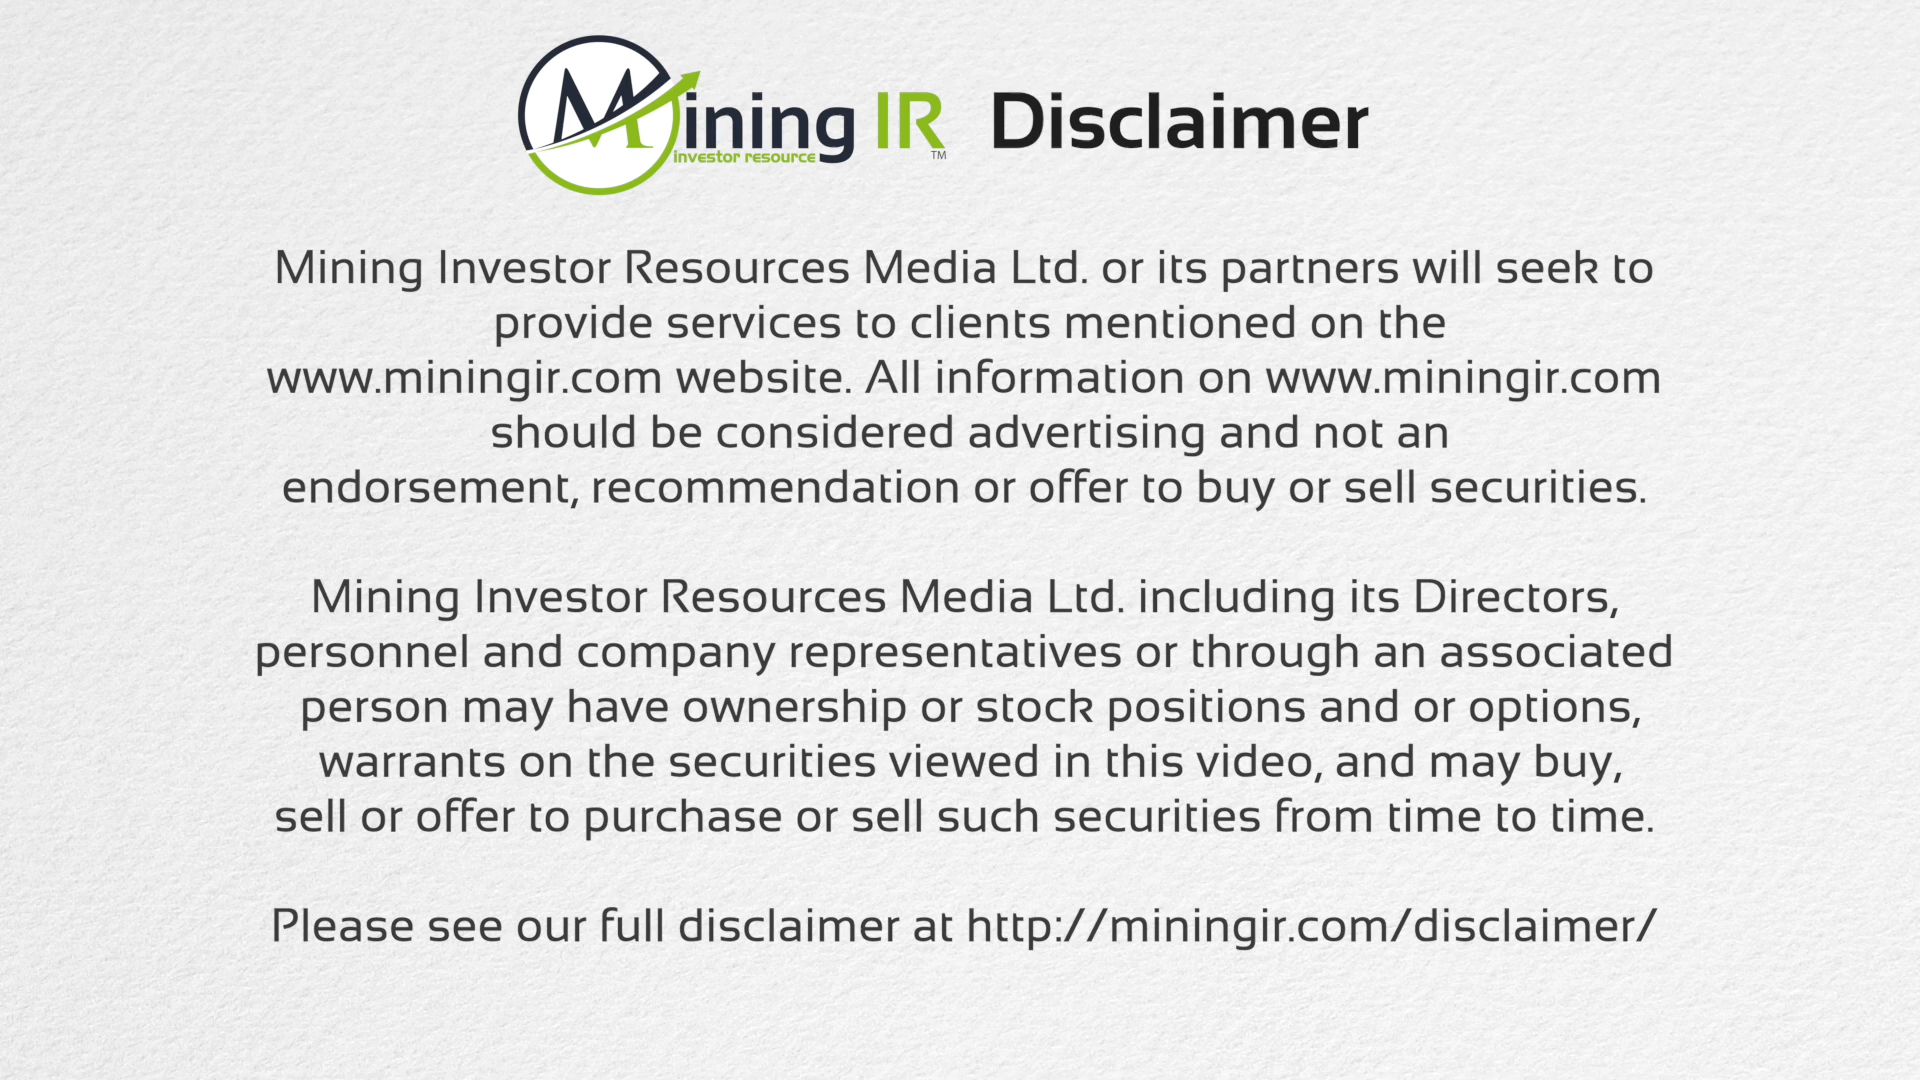 Mining IR™ Disclaimer
investor resource
Mining Investor Resources Media Ltd. or its partners will seek to
provide services to clients mentioned on the
www.miningir.com website. All information on www.miningir.com
should be considered advertising and not an
endorsement, recommendation or offer to buy or sell securities.
Mining Investor Resources Media Ltd. including its Directors,
personnel and company representatives or through an associated
person may have ownership or stock positions and or options,
warrants on the securities viewed in this video, and may buy,
sell or offer to purchase or sell such securities from time to time.
Please see our full disclaimer at http://miningir.com/disclaimer/